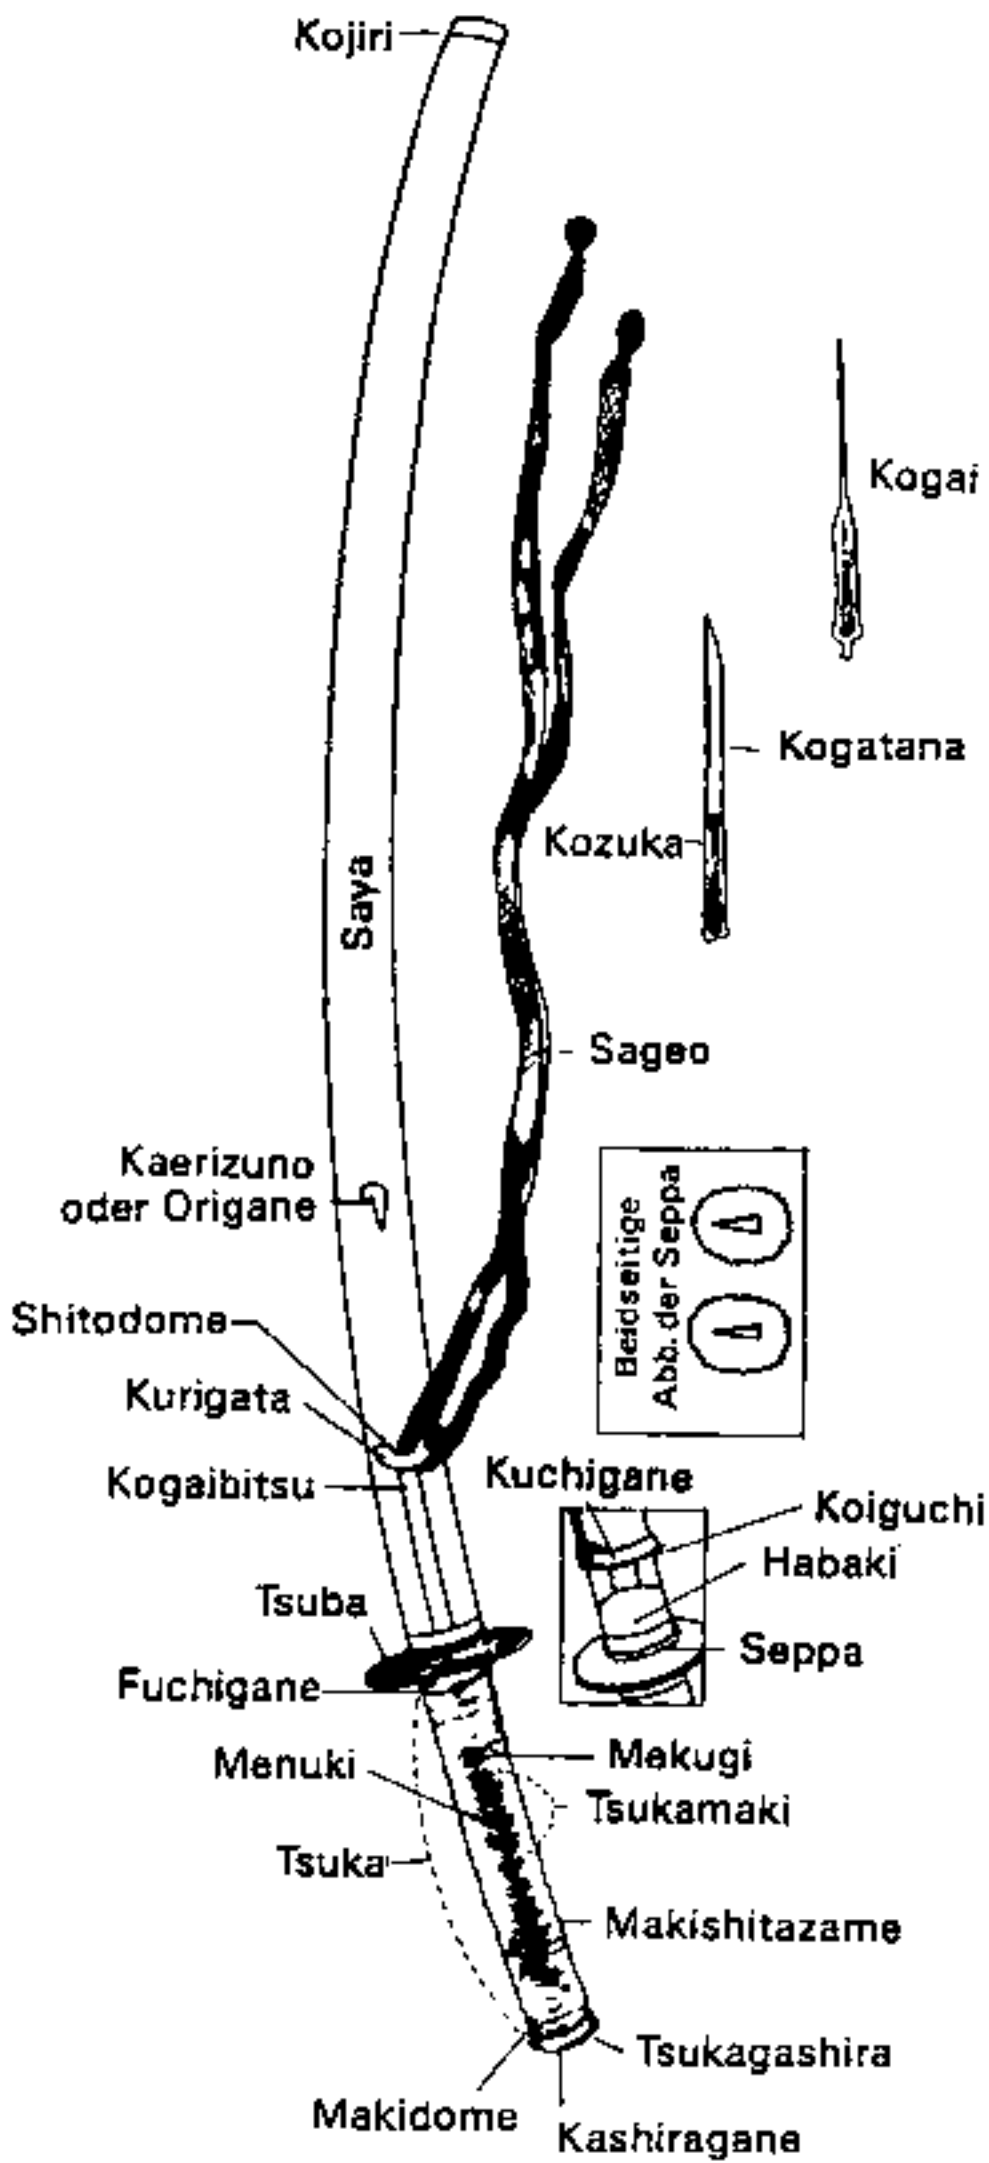 Kojiri
Kogai
Kogatana
Kozuka
Saya
Sageo
Kaerizuno
oder Origane
Beidseitige
Abb. der Seppa
Shitodome
Kurigata
Kogaibitsu
Kuchigane
Koiguchi
Habaki
Tsuba
Seppa
Fuchigane
Menuki
Mekugi
Tsukamaki
Tsuka
Makishitazame
Tsukagashira
Makidome
Kashiragane